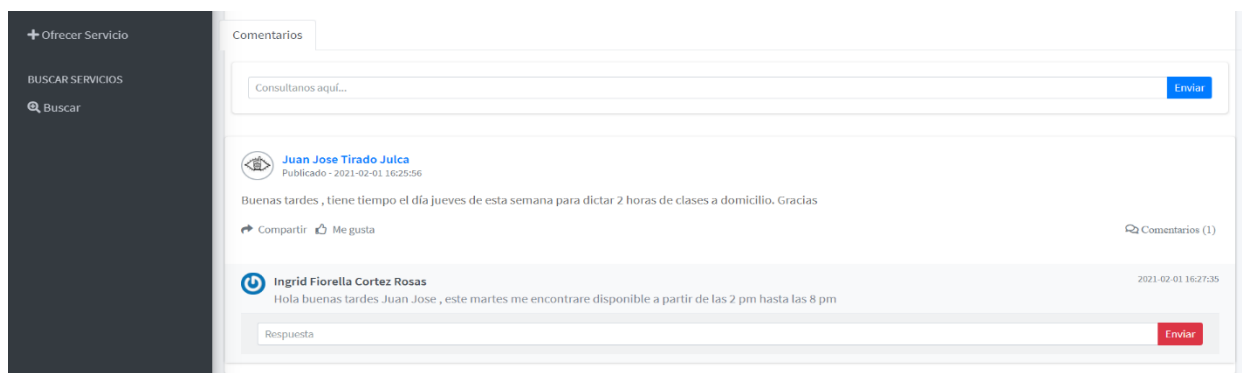 Ofrecer Servicio
Comentarios
BUSCAR SERVICIOS
Buscar
Consultanos aquí...
Enviar
Juan Jose Tirado Julca
Publicado - 2021-02-01 16:25:56
Buenas tardes , tiene tiempo el día jueves de esta semana para dictar 2 horas de clases a domicilio. Gracias
Compartir Me gusta
Comentarios (1)
Ingrid Fiorella Cortez Rosas
2021-02-01 16:27:35
Hola buenas tardes Juan Jose , este martes me encontrare disponible a partir de las 2 pm hasta las 8 pm
Respuesta
Enviar